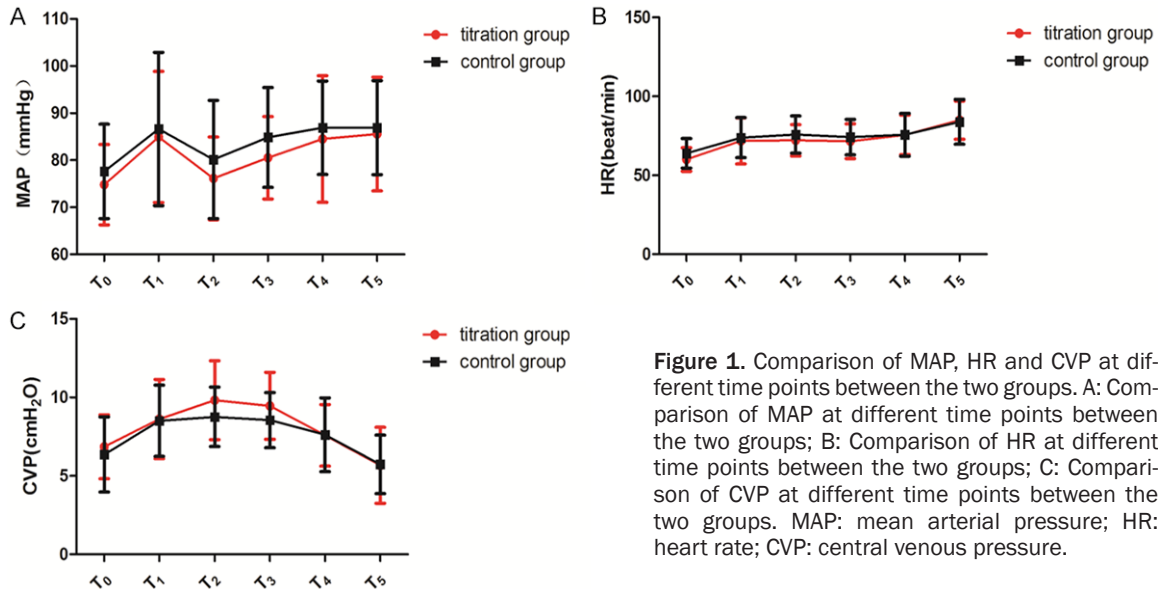 A
110
100
90
80
70
60
MAP（mmHg）
T₀ T₁ T₂ T₃ T₄ T₅
titration group
control group
B
150
100
50
0
HR(beat/min)
T₀ T₁ T₂ T₃ T₄ T₅
titration group
control group
C
15
10
5
0
CVP(cmH₂O)
T₀ T₁ T₂ T₃ T₄ T₅
titration group
control group
Figure 1. Comparison of MAP, HR and CVP at dif-
ferent time points between the two groups. A: Com-
parison of MAP at different time points between
the two groups; B: Comparison of HR at different
time points between the two groups; C: Compari-
son of CVP at different time points between the
two groups. MAP: mean arterial pressure; HR:
heart rate; CVP: central venous pressure.